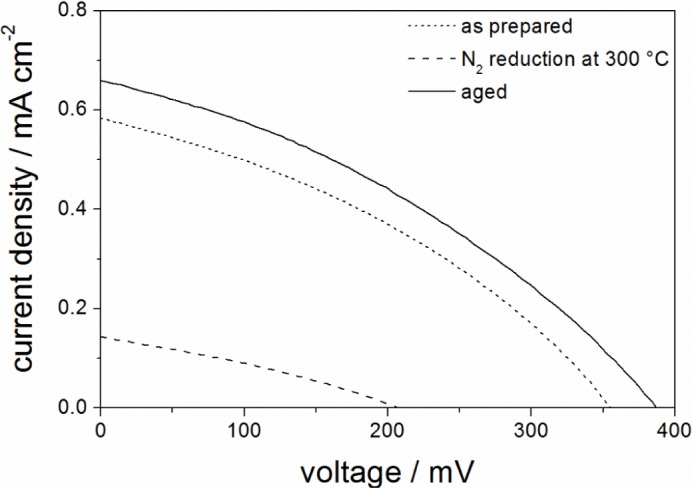 0.8
0.6
0.4
0.2
0.0
current density / mA cm⁻²
as prepared
N₂ reduction at 300 °C
aged
0 100 200 300 400
voltage / mV